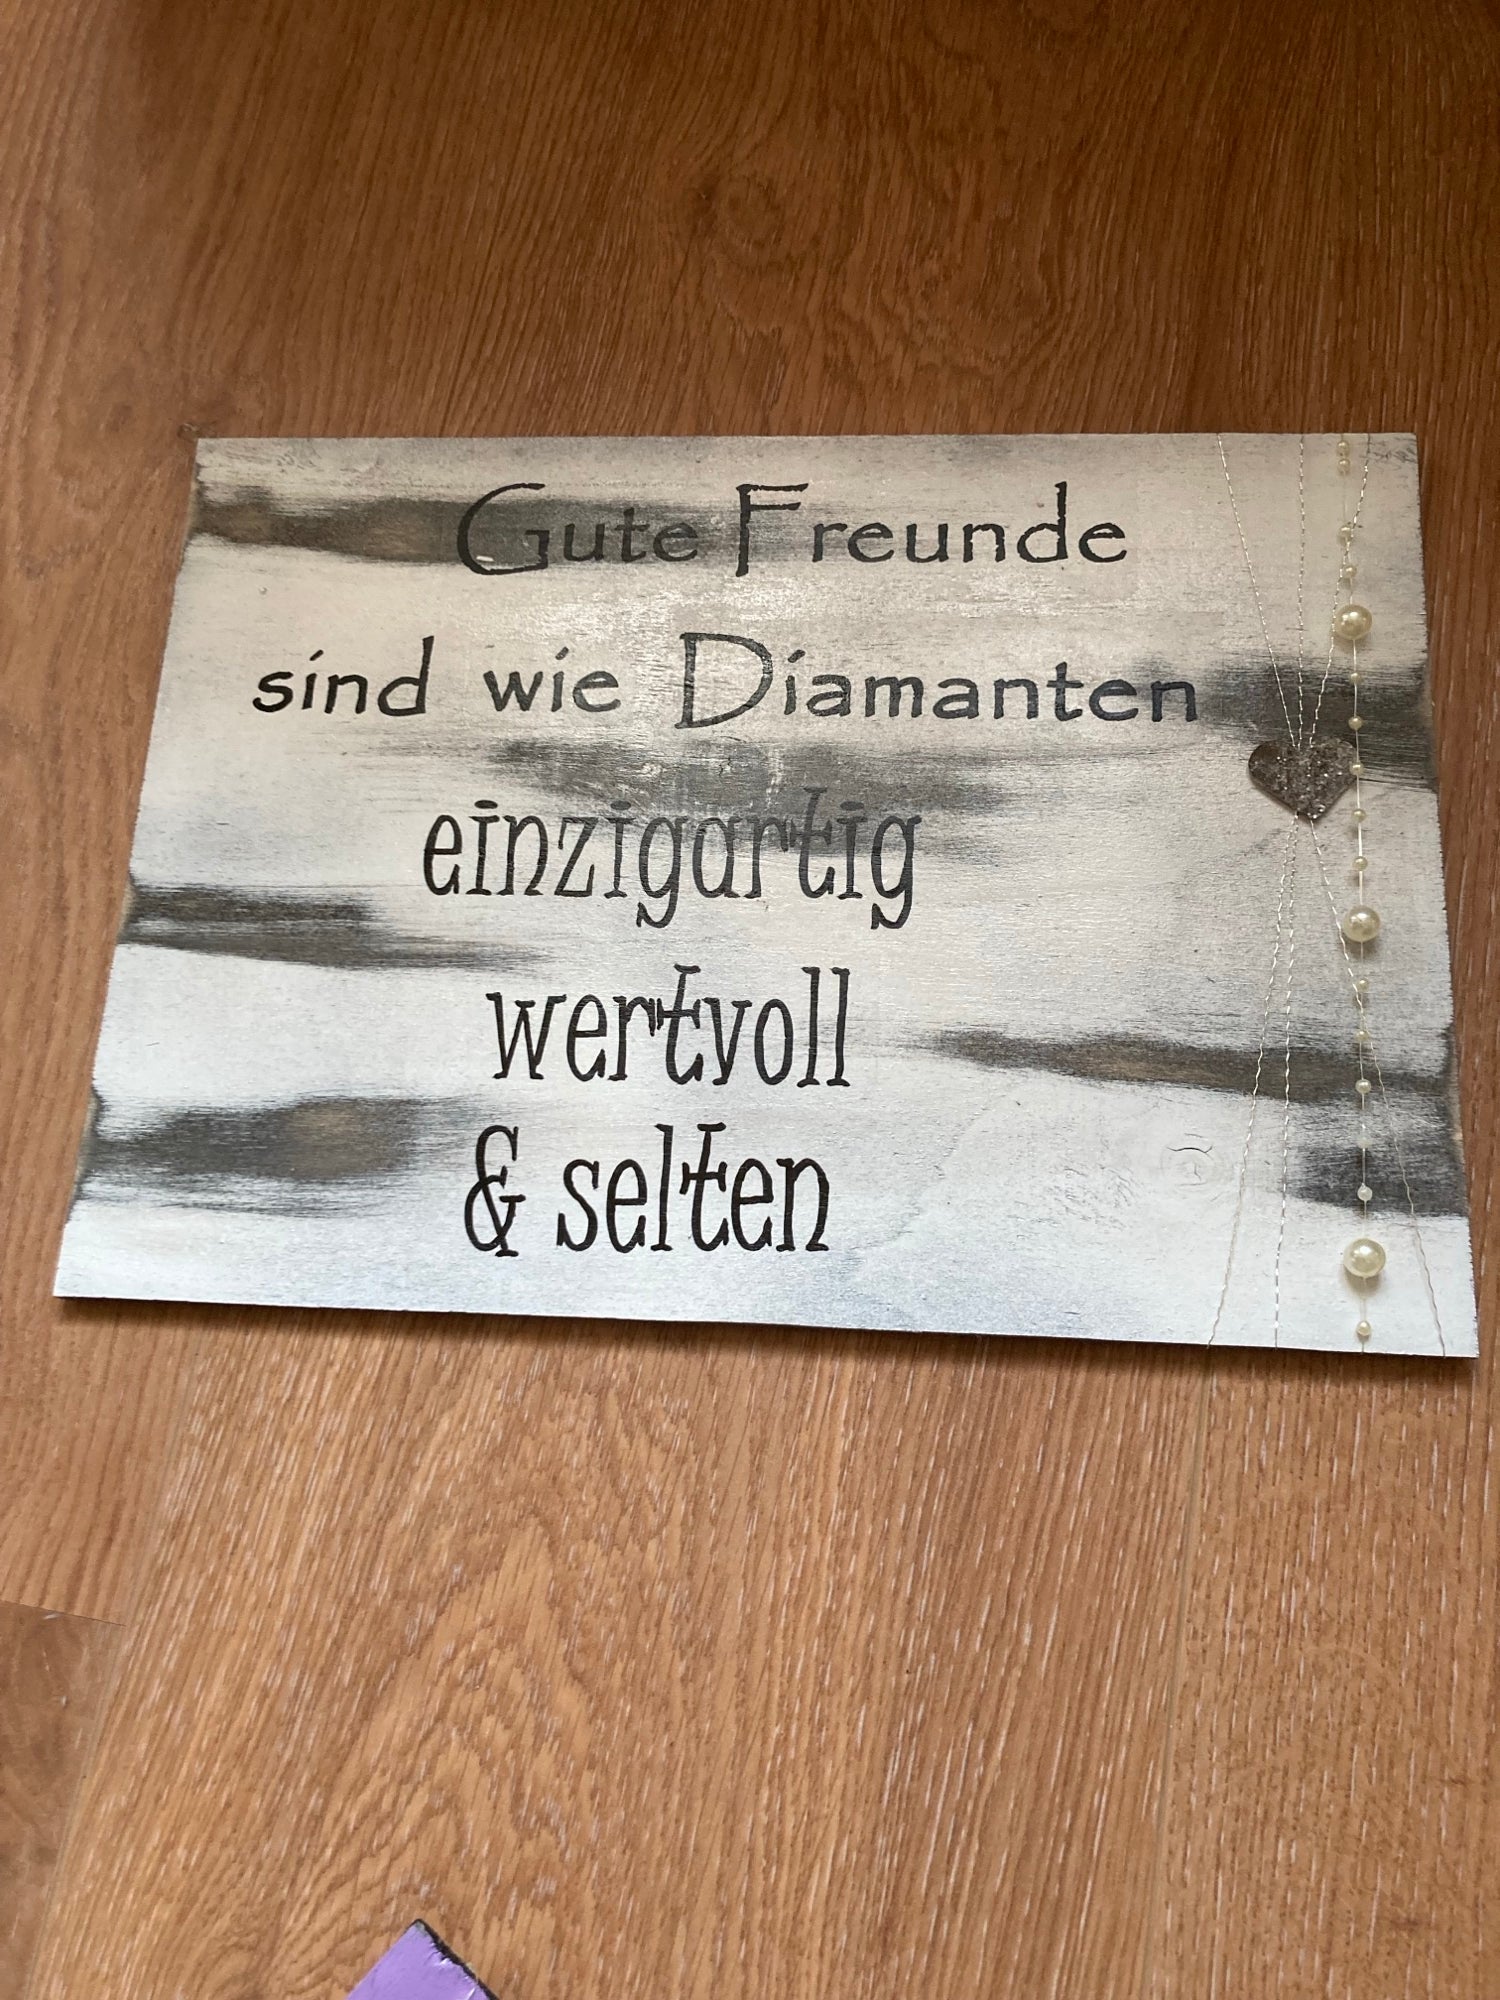 Gute Freunde
sind wie Diamanten
einzigartig
wertvoll
& selten